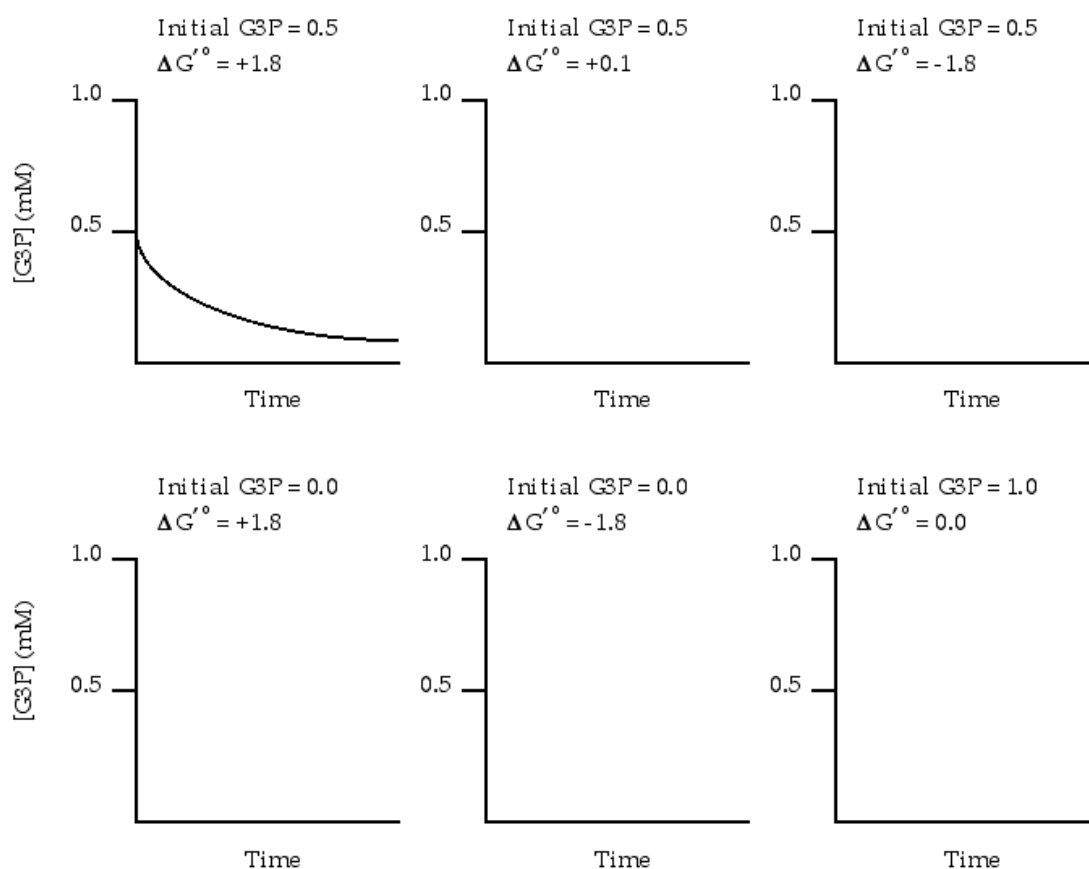 Initial G3P = 0.5
ΔG′° = +1.8
1.0
0.5
[G3P] (mM)
Time
Initial G3P = 0.5
ΔG′° = +0.1
1.0
0.5
Time
Initial G3P = 0.5
ΔG′° = -1.8
1.0
0.5
Time
Initial G3P = 0.0
ΔG′° = +1.8
1.0
0.5
[G3P] (mM)
Time
Initial G3P = 0.0
ΔG′° = -1.8
1.0
0.5
Time
Initial G3P = 1.0
ΔG′° = 0.0
1.0
0.5
Time